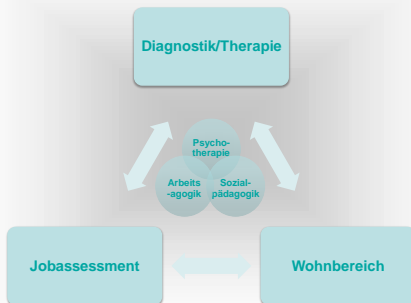 Diagnostik/Therapie
Psycho-
therapie
Arbeits
-agogik
Sozial-
pädagogik
Jobassessment
Wohnbereich